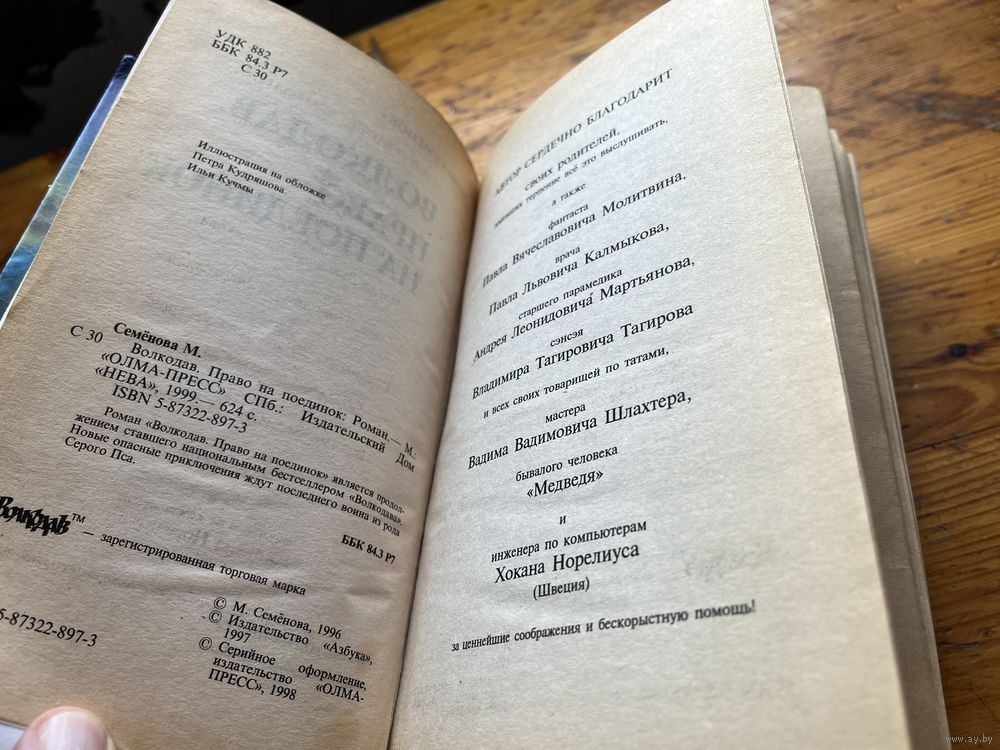 УДК 882
ББК 84.3 Р7
С 30
Иллюстрация на обложке
Петра Кудряшова
Ильи Кучмы
Семёнова М.
С 30 Волкодав. Право на поединок: Роман.— М.:
«ОЛМА-ПРЕСС» СПб.: Издательский Дом
«НЕВА», 1999.— 624 с.
ISBN 5-87322-897-3
Роман «Волкодав. Право на поединок» является продол-
жением ставшего национальным бестселлером «Волкодава».
Новые опасные приключения ждут последнего воина из рода
Серого Пса.
ББК 84.3 Р7
Волкодав™
— зарегистрированная торговая марка
© М. Семёнова, 1996
© Издательство «Азбука»,
1997
© Серийное оформление,
издательство «ОЛМА-
ПРЕСС», 1998
5-87322-897-3
АВТОР СЕРДЕЧНО БЛАГОДАРИТ
своих родителей,
имевших терпение всё это выслушивать,
а также
фантаста
Павла Вячеславовича Молитвина,
врача
Павла Львовича Калмыкова,
старшего парамедика
Андрея Леонидовича Мартьянова,
сэнсэя
Владимира Тагировича Тагирова
и всех своих товарищей по татами,
мастера
Вадима Вадимовича Шлахтера,
бывалого человека
«Медведя»
и
инженера по компьютерам
Хокана Норелиуса
(Швеция)
за ценнейшие соображения и бескорыстную помощь!
www.ay.by